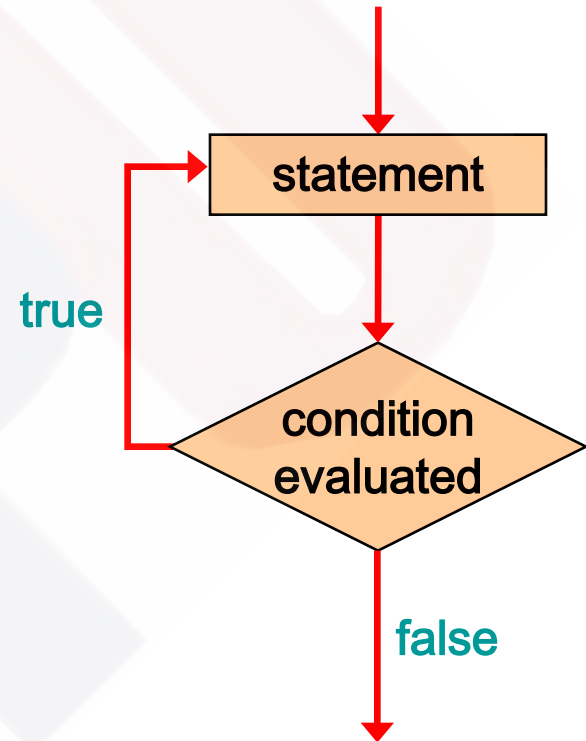 statement
true
condition
evaluated
false